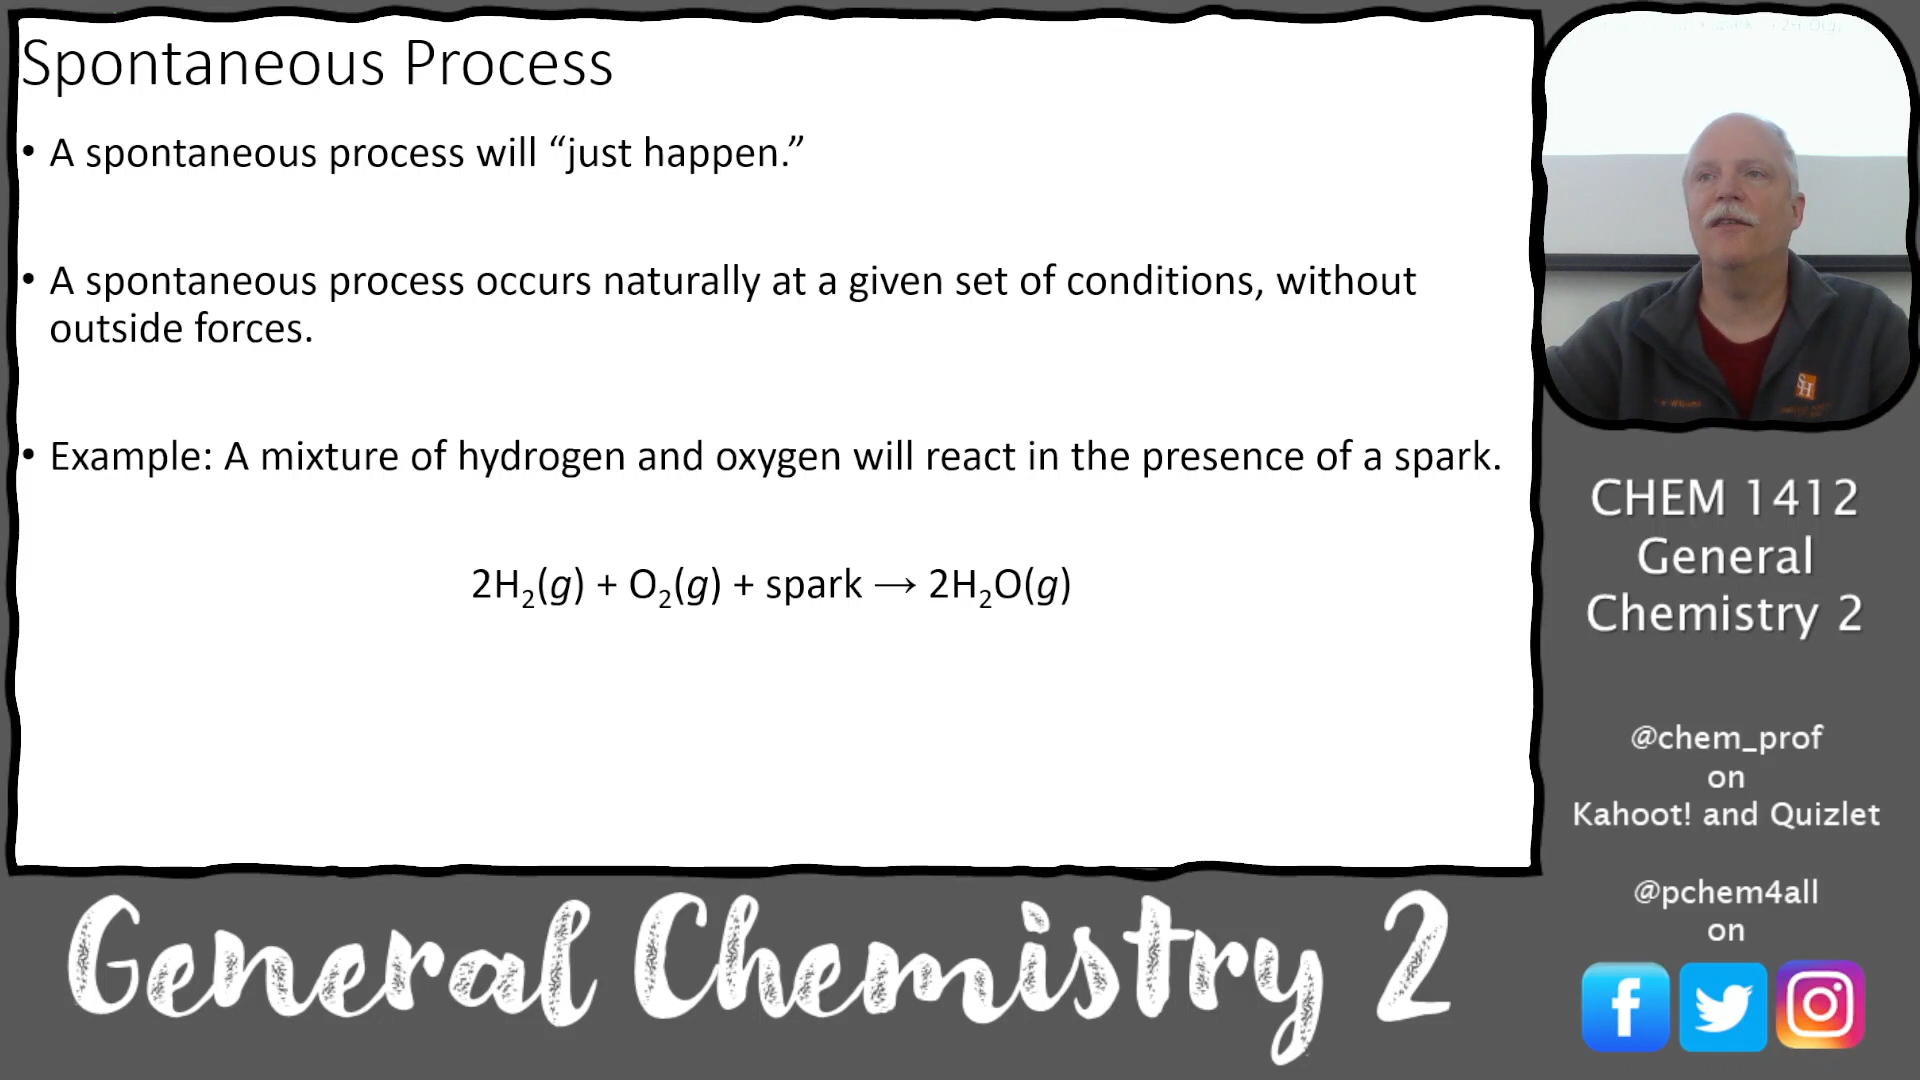 Spontaneous Process
• A spontaneous process will “just happen.”
• A spontaneous process occurs naturally at a given set of conditions, without
outside forces.
• Example: A mixture of hydrogen and oxygen will react in the presence of a spark.
2H₂(g) + O₂(g) + spark → 2H₂O(g)
SH
CHEM 1412
General
Chemistry 2
@chem_prof
on
Kahoot! and Quizlet
@pchem4all
on
General Chemistry 2